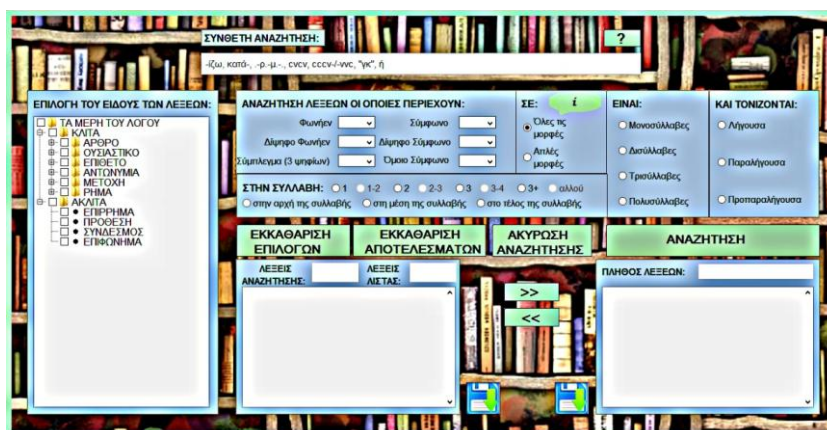 ΣΥΝΘΕΤΗ ΑΝΑΖΗΤΗΣΗ:
?
-ίζω, κατά-, .-ρ.-μ.-., cvcv, cccv-/-vvc, "γκ", ή
ΕΠΙΛΟΓΗ ΤΟΥ ΕΙΔΟΥΣ ΤΩΝ ΛΕΞΕΩΝ:
ΤΑ ΜΕΡΗ ΤΟΥ ΛΟΓΟΥ
ΚΛΙΤΑ
ΑΡΘΡΟ
ΟΥΣΙΑΣΤΙΚΟ
ΕΠΙΘΕΤΟ
ΑΝΤΩΝΥΜΙΑ
ΜΕΤΟΧΗ
ΡΗΜΑ
ΑΚΛΙΤΑ
ΕΠΙΡΡΗΜΑ
ΠΡΟΘΕΣΗ
ΣΥΝΔΕΣΜΟΣ
ΕΠΙΦΩΝΗΜΑ
ΑΝΑΖΗΤΗΣΗ ΛΕΞΕΩΝ ΟΙ ΟΠΟΙΕΣ ΠΕΡΙΕΧΟΥΝ:
Φωνήεν Σύμφωνο
Δίψηφο Φωνήεν Δίψηφο Σύμφωνο
Σύμπλεγμα (3 ψηφίων) Όμοιο Σύμφωνο
ΣΕ: i
Όλες τις
μορφές
Απλές
μορφές
ΕΙΝΑΙ:
Μονοσύλλαβες
Δισύλλαβες
Τρισύλλαβες
Πολυσύλλαβες
ΚΑΙ ΤΟΝΙΖΟΝΤΑΙ:
Λήγουσα
Παραλήγουσα
Προπαραλήγουσα
ΣΤΗΝ ΣΥΛΛΑΒΗ: 1 1-2 2 2-3 3 3-4 3+ αλλού
στην αρχή της συλλαβής στη μέση της συλλαβής στο τέλος της συλλαβής
ΕΚΚΑΘΑΡΙΣΗ
ΕΠΙΛΟΓΩΝ
ΕΚΚΑΘΑΡΙΣΗ
ΑΠΟΤΕΛΕΣΜΑΤΩΝ
ΑΚΥΡΩΣΗ
ΑΝΑΖΗΤΗΣΗΣ
ΑΝΑΖΗΤΗΣΗ
ΛΕΞΕΙΣ
ΑΝΑΖΗΤΗΣΗΣ:
ΛΕΞΕΙΣ
ΛΙΣΤΑΣ:
>>
<<
ΠΛΗΘΟΣ ΛΕΞΕΩΝ: